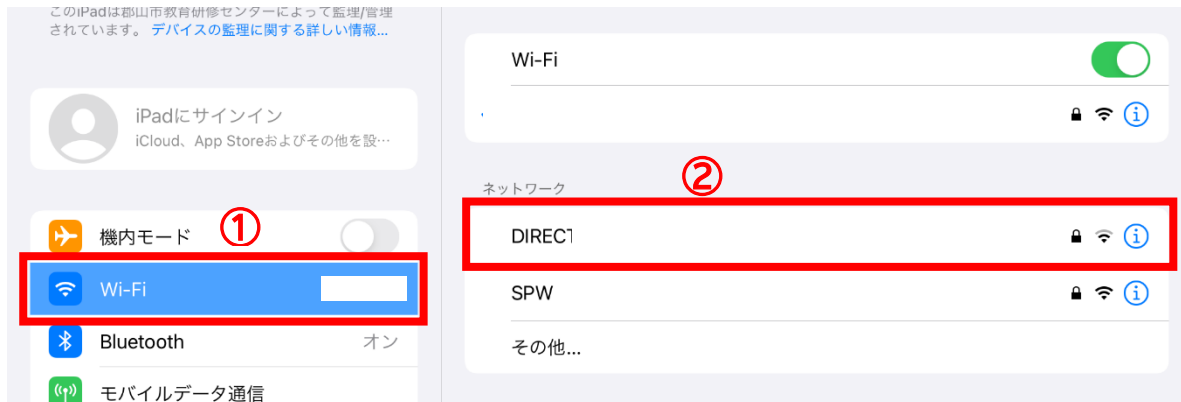 このiPadは郡山市教育研修センターによって監理/管理
されています。 デバイスの監理に関する詳しい情報...
iPadにサインイン
iCloud、App Storeおよびその他を設…
①
機内モード
Wi-Fi
Bluetooth オン
モバイルデータ通信
Wi-Fi
ネットワーク
②
DIRECT
SPW
その他...